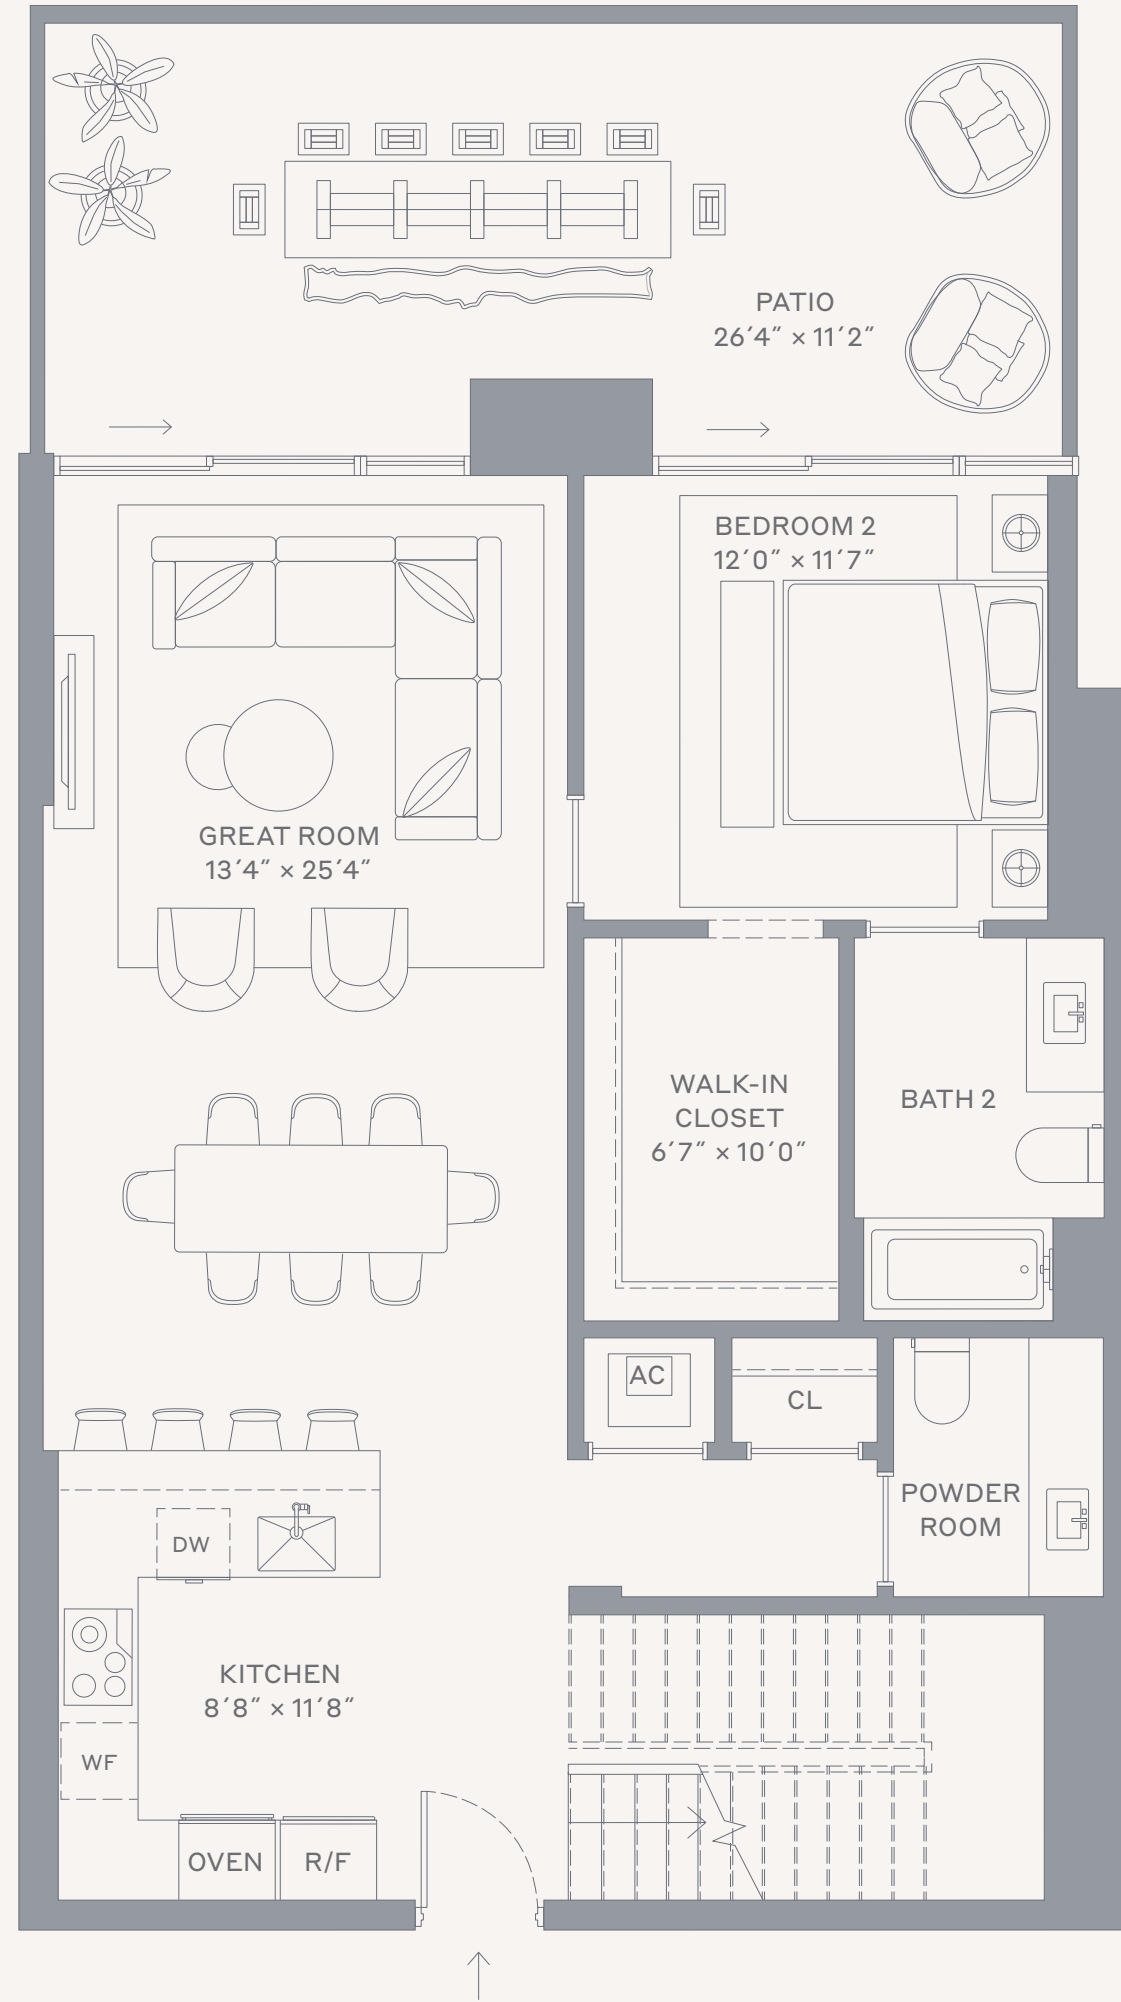 PATIO
26′4″ × 11′2″
BEDROOM 2
12′0″ × 11′7″
GREAT ROOM
13′4″ × 25′4″
WALK-IN
CLOSET
6′7″ × 10′0″
BATH 2
AC
CL
POWDER
ROOM
DW
KITCHEN
8′8″ × 11′8″
WF
OVEN
R/F